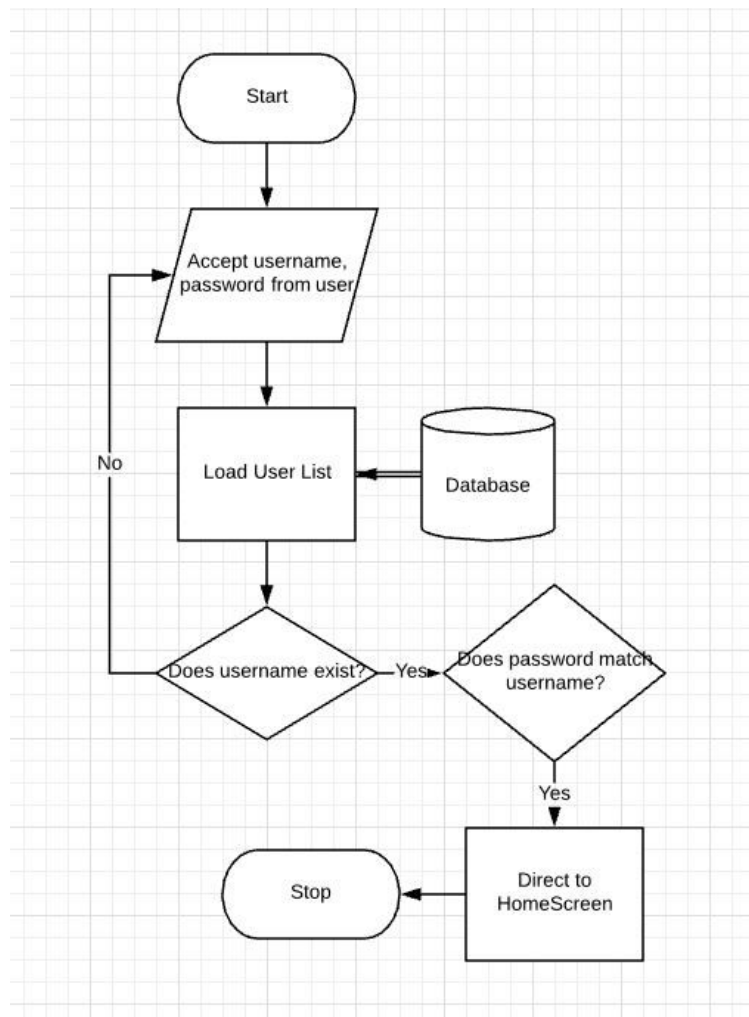 Start
Accept username,
password from user
No
Load User List
Database
Does username exist?
Yes
Does password match
username?
Yes
Stop
Direct to
HomeScreen